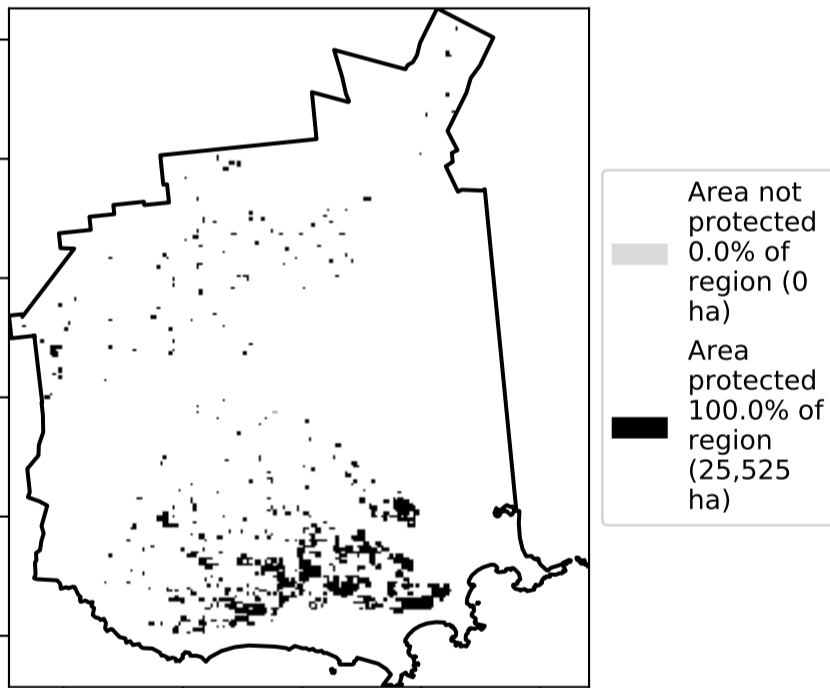 Area not
protected
0.0% of
region (0
ha)
Area
protected
100.0% of
region
(25,525
ha)